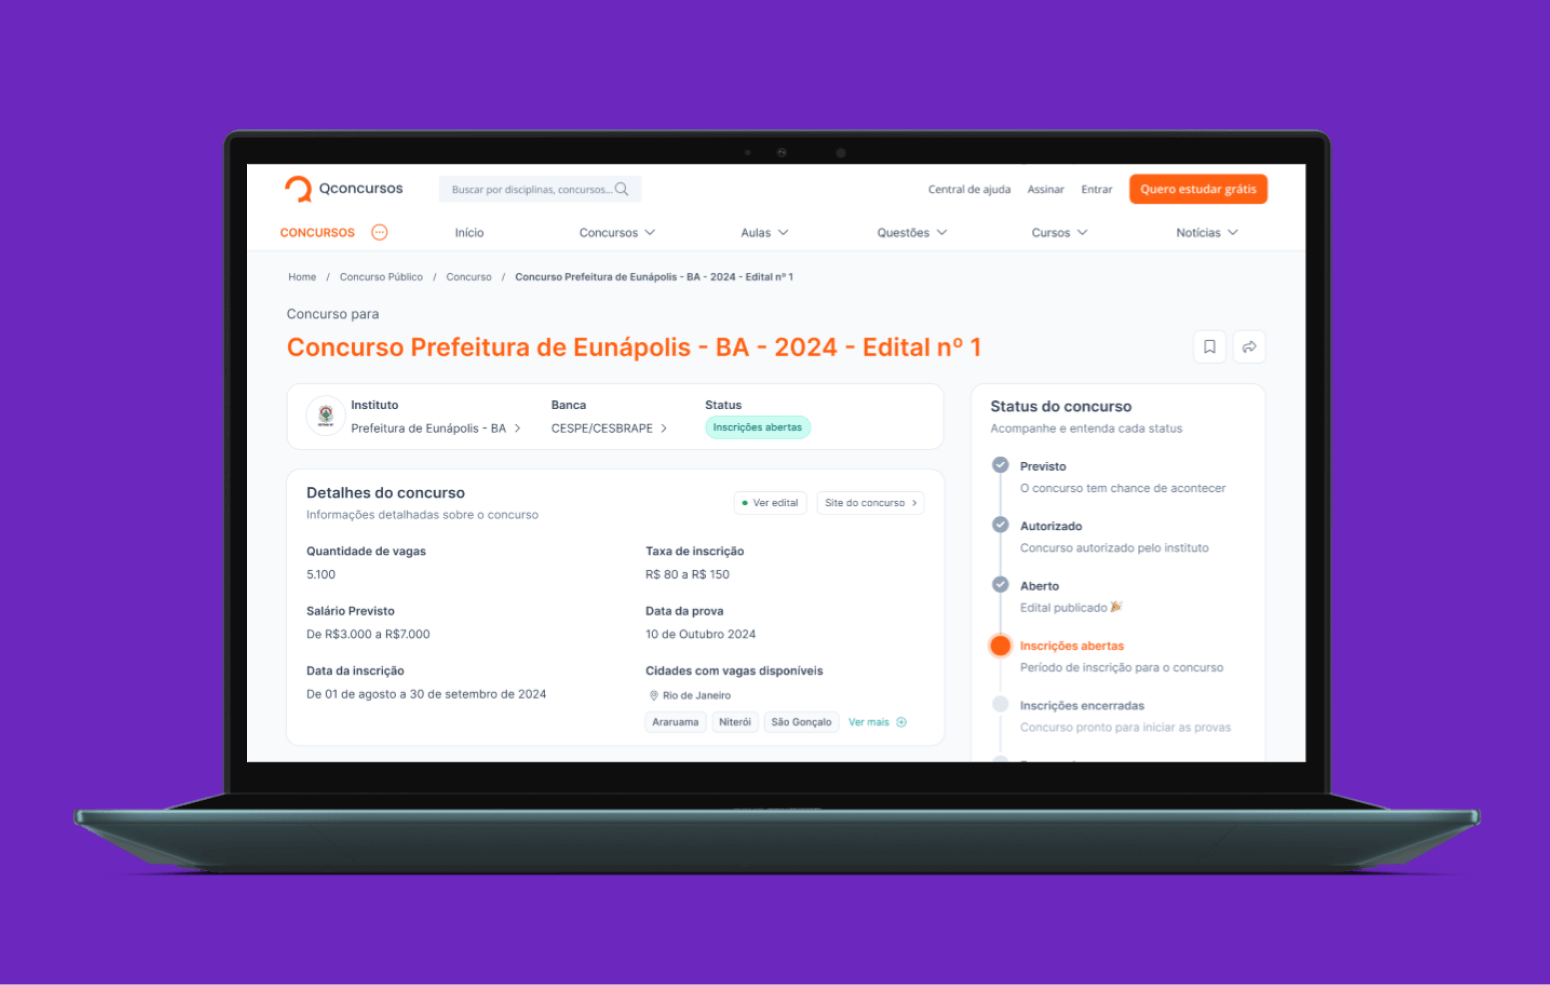 Qconcursos
Buscar por disciplinas, concursos...
Central de ajuda Assinar Entrar Quero estudar grátis
CONCURSOS Início Concursos Aulas Questões Cursos Notícias
Home / Concurso Público / Concurso / Concurso Prefeitura de Eunápolis - BA - 2024 - Edital nº 1
Concurso para
Concurso Prefeitura de Eunápolis - BA - 2024 - Edital nº 1
Instituto
Prefeitura de Eunápolis - BA
Banca
CESPE/CESBRAPE
Status
Inscrições abertas
Detalhes do concurso
Informações detalhadas sobre o concurso
Ver edital
Site do concurso
Quantidade de vagas
5.100
Taxa de inscrição
R$ 80 a R$ 150
Salário Previsto
De R$3.000 a R$7.000
Data da prova
10 de Outubro 2024
Data da inscrição
De 01 de agosto a 30 de setembro de 2024
Cidades com vagas disponíveis
Rio de Janeiro
Araruama Niterói São Gonçalo Ver mais
Status do concurso
Acompanhe e entenda cada status
Previsto
O concurso tem chance de acontecer
Autorizado
Concurso autorizado pelo instituto
Aberto
Edital publicado 🎉
Inscrições abertas
Período de inscrição para o concurso
Inscrições encerradas
Concurso pronto para iniciar as provas